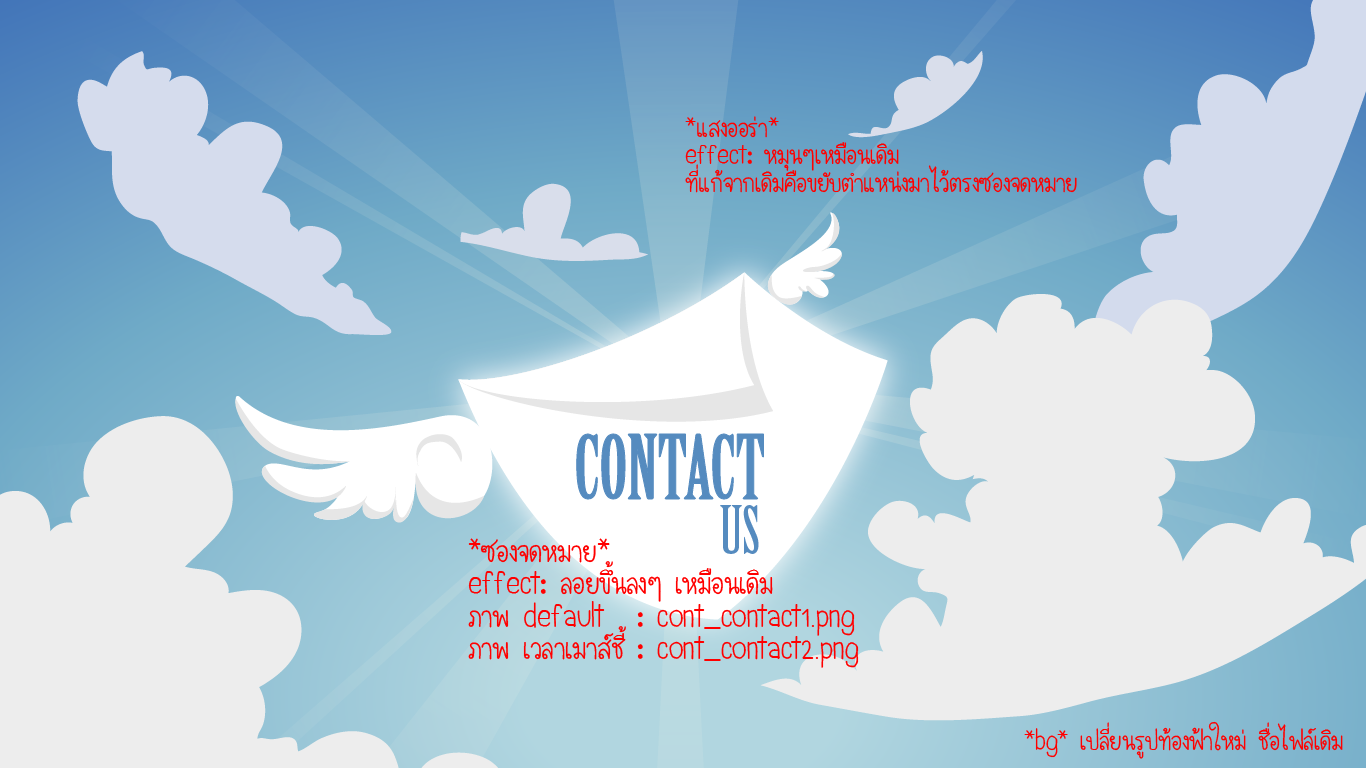 *แสงออร่า*
effect: หมุนๆเหมือนเดิม
ที่แก้จากเดิมคือขยับตำแหน่งมาไว้ตรงซองจดหมาย
CONTACT
US
*ซองจดหมาย*
effect: ลอยขึ้นลงๆ เหมือนเดิม
ภาพ default : cont_contact1.png
ภาพ เวลาเมาส์ชี้ : cont_contact2.png
*bg* เปลี่ยนรูปท้องฟ้าใหม่ ชื่อไฟล์เดิม